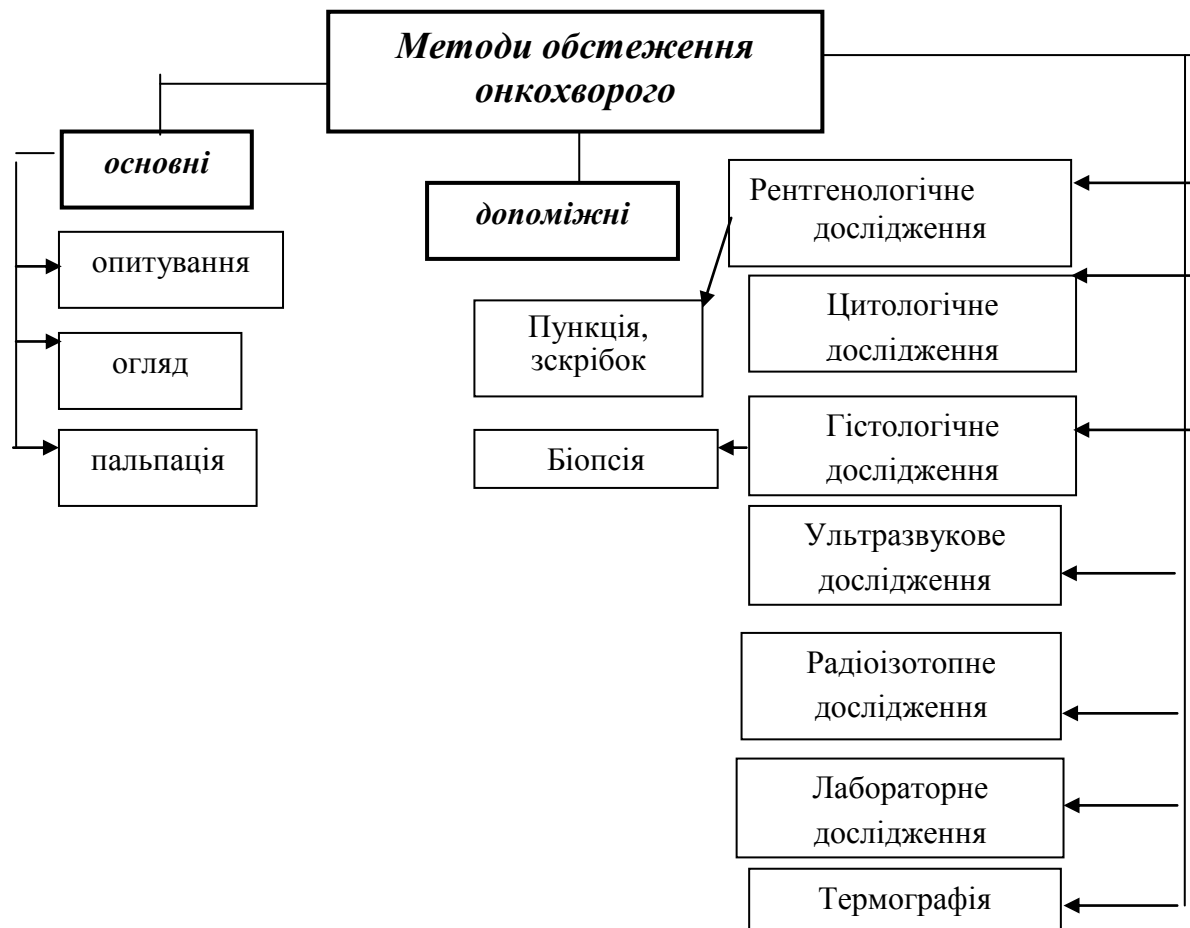 Методи обстеження
онкохворого
основні
допоміжні
опитування
огляд
пальпація
Рентгенологічне
дослідження
Пункція,
зскрібок
Цитологічне
дослідження
Біопсія
Гістологічне
дослідження
Ультразвукове
дослідження
Радіоізотопне
дослідження
Лабораторне
дослідження
Термографія